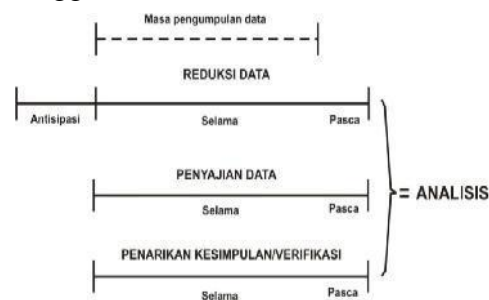 Masa pengumpulan data
REDUKSI DATA
Antisipasi Selama Pasca
PENYAJIAN DATA
Selama Pasca
= ANALISIS
PENARIKAN KESIMPULAN/VERIFIKASI
Selama Pasca